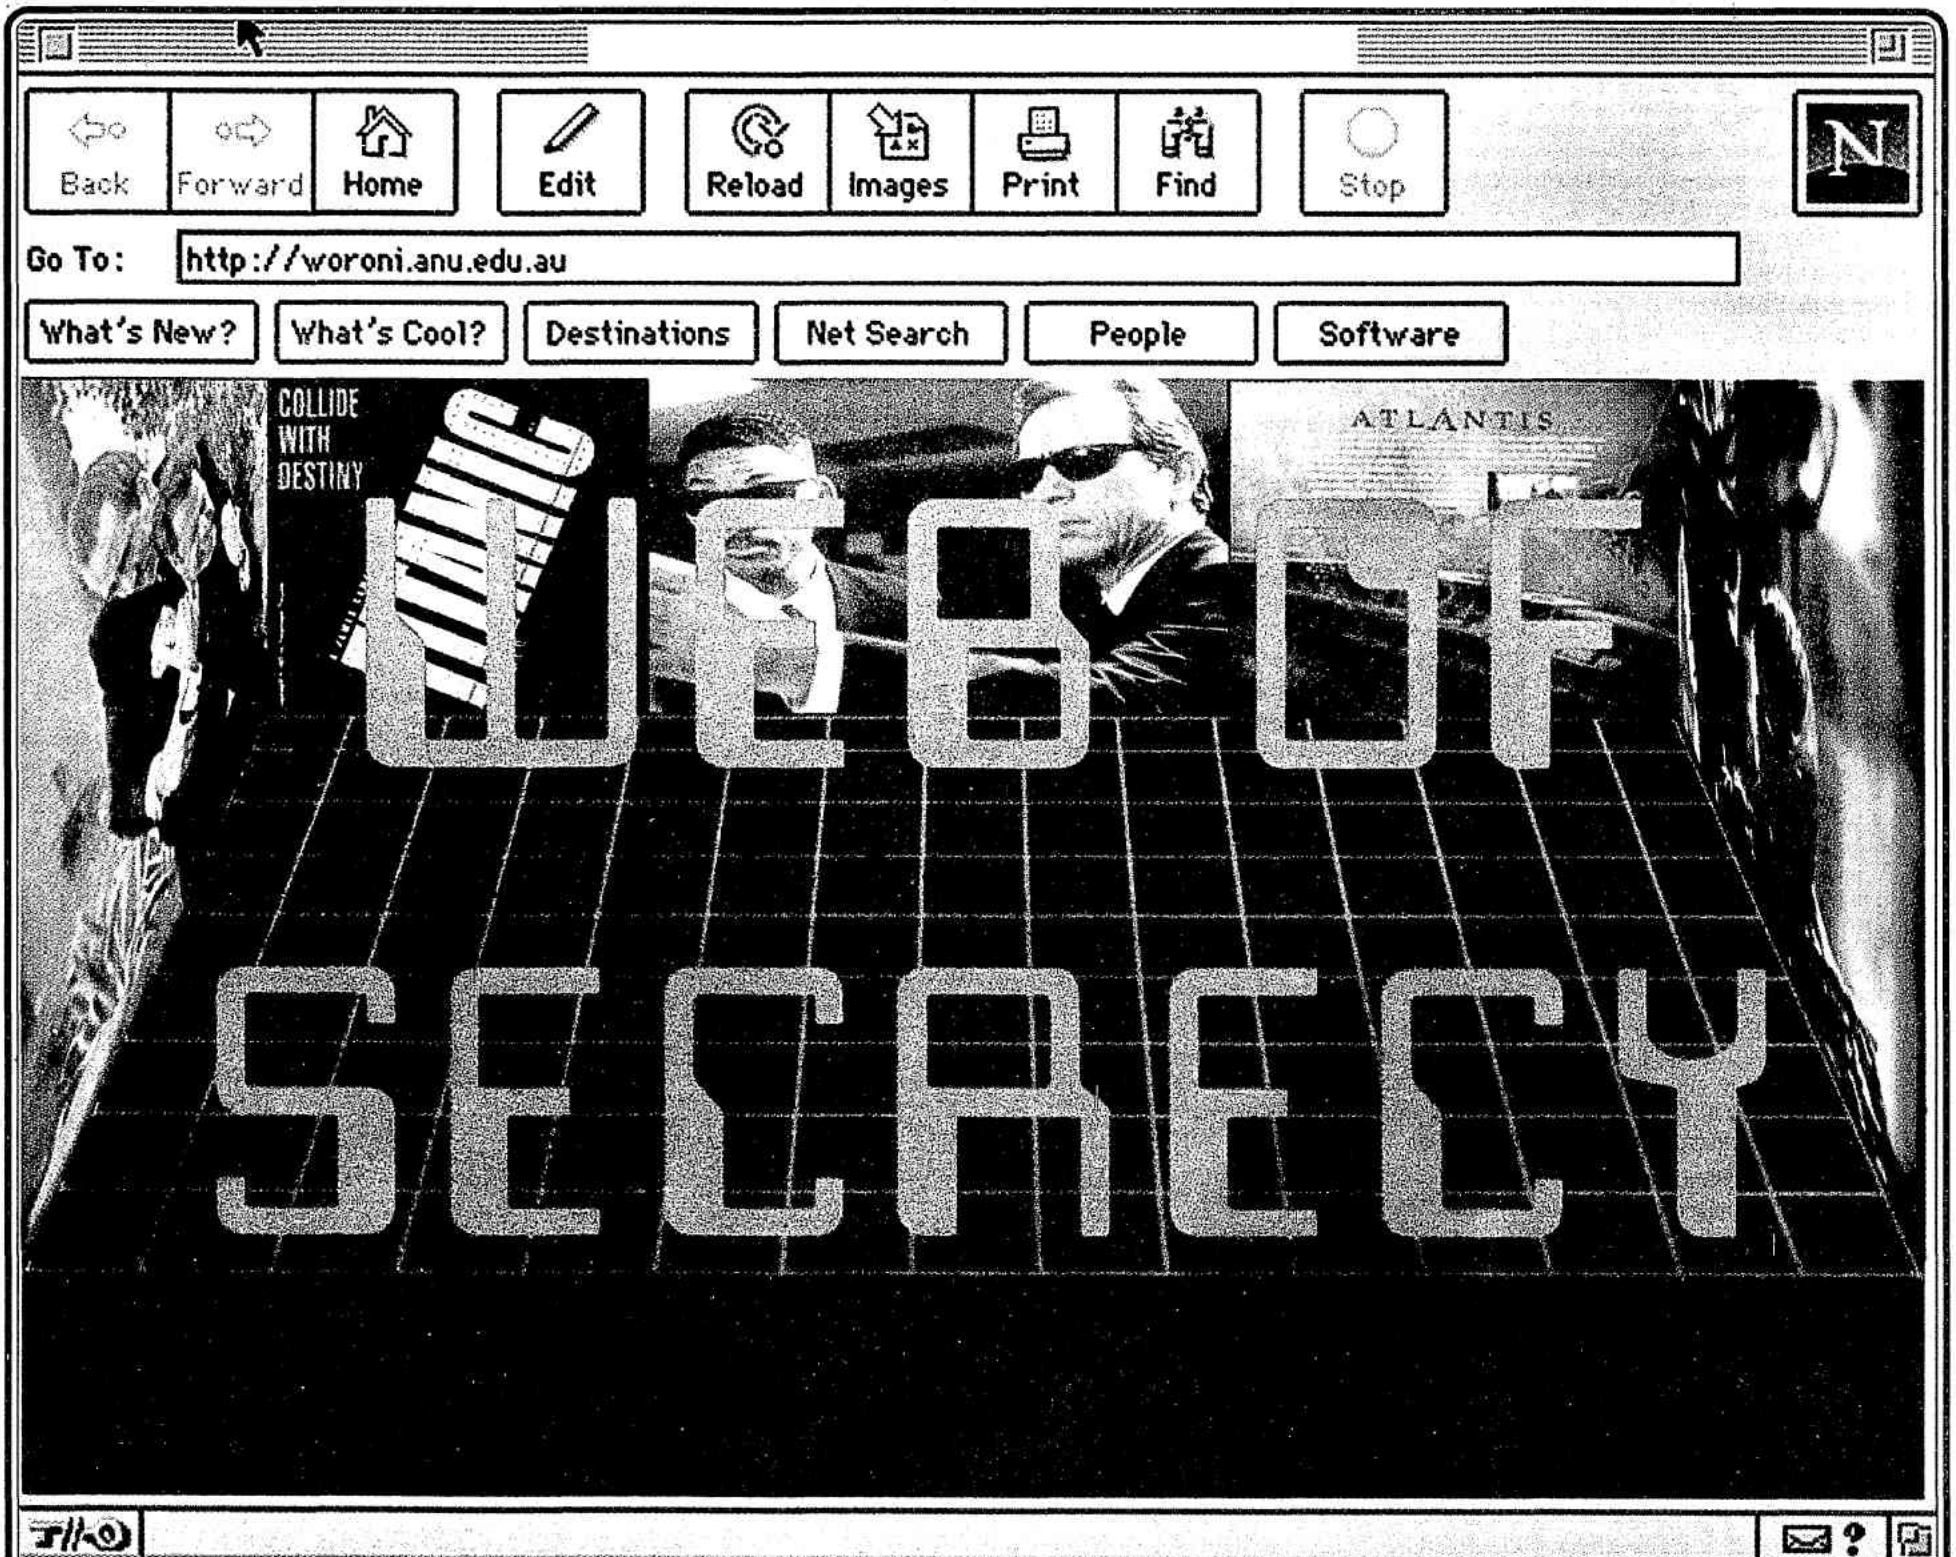 Back Forward Home Edit Reload Images Print Find Stop
N
Go To: http://woroni.anu.edu.au
What's New? What's Cool? Destinations Net Search People Software
COLLIDE
WITH
DESTINY
ATLANTIS
WEB OF
SECRECY
?